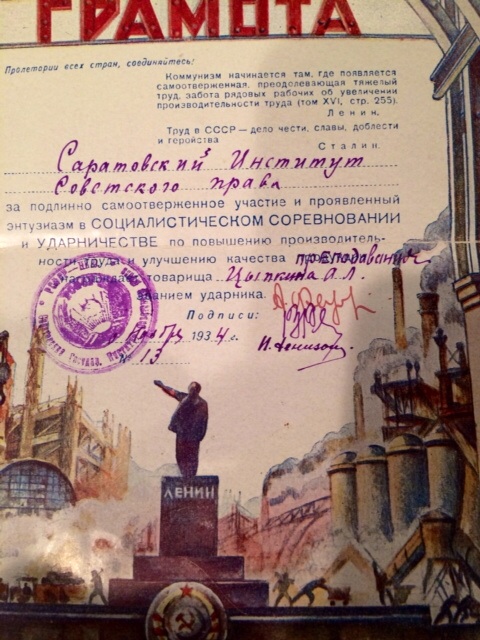 ГРАМОТА
Пролетарии всех стран, соединяйтесь!
Коммунизм начинается там, где появляется
самоотверженная, преодолевающая тяжелый
труд, забота рядовых рабочих об увеличении
производительности труда (том XVI, стр. 255).
Ленин.
Труд в СССР—дело чести, славы, доблести
и геройства
Сталин.
Саратовский Институт
Советского права
за подлинно самоотверженное участие и проявленный
энтузиазм в СОЦИАЛИСТИЧЕСКОМ СОРЕВНОВАНИИ
и УДАРНИЧЕСТВЕ по повышению производитель-
ности труда и улучшению качества преподавания
товарища Цыпкина А.Л.
званием ударника.
Подписи:
1934 г.
№ 13
ЛЕНИН